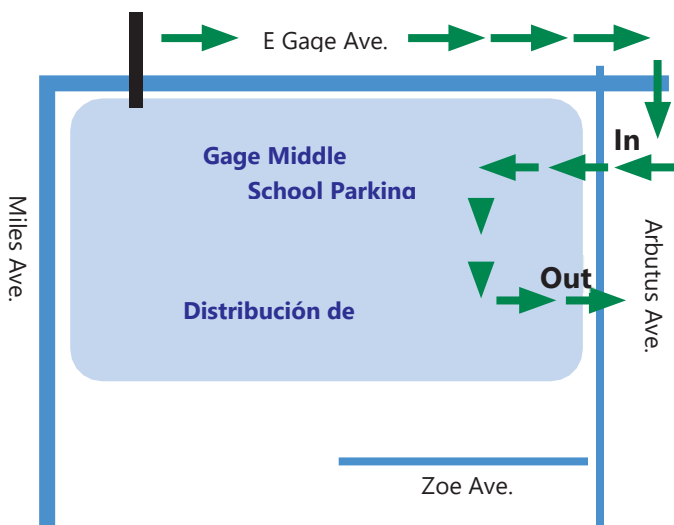 E Gage Ave.
In
Gage Middle
School Parking
Miles Ave.
Arbutus Ave.
Out
Distribución de
Zoe Ave.